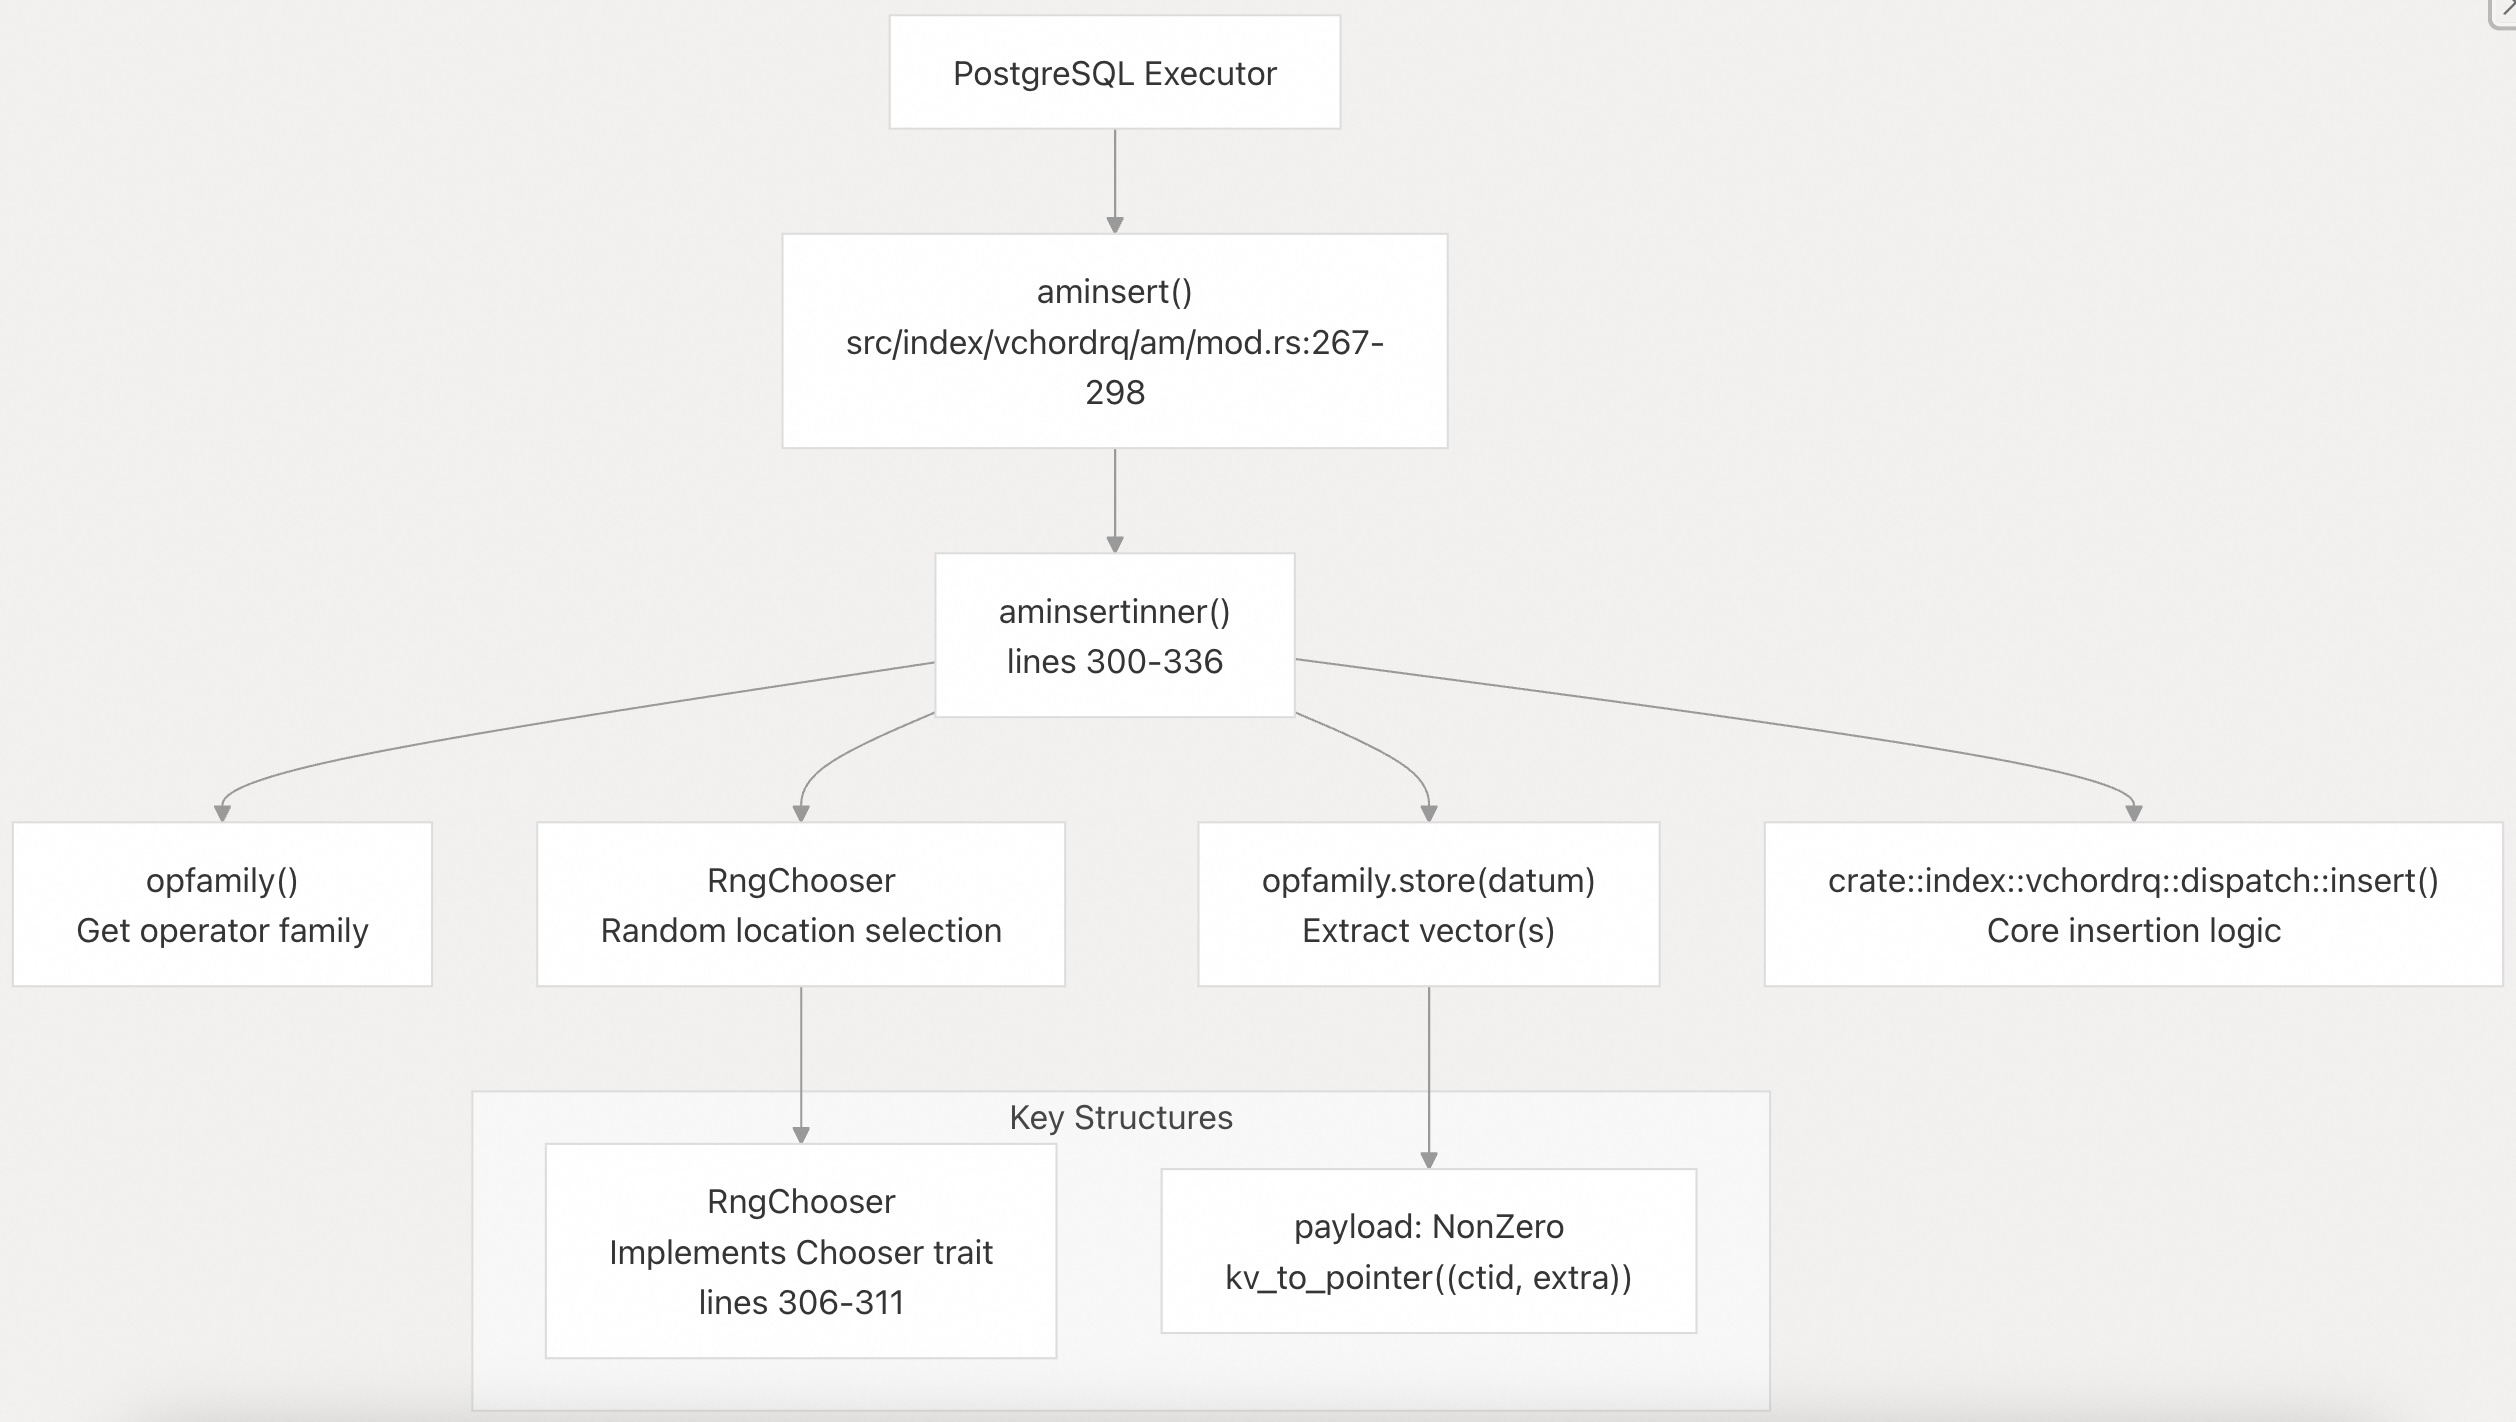 PostgreSQL Executor
aminsert()
src/index/vchordrq/am/mod.rs:267-
298
aminsertinner()
lines 300-336
opfamily()
Get operator family
RngChooser
Random location selection
opfamily.store(datum)
Extract vector(s)
crate::index::vchordrq::dispatch::insert()
Core insertion logic
Key Structures
RngChooser
Implements Chooser trait
lines 306-311
payload: NonZero
kv_to_pointer((ctid, extra))